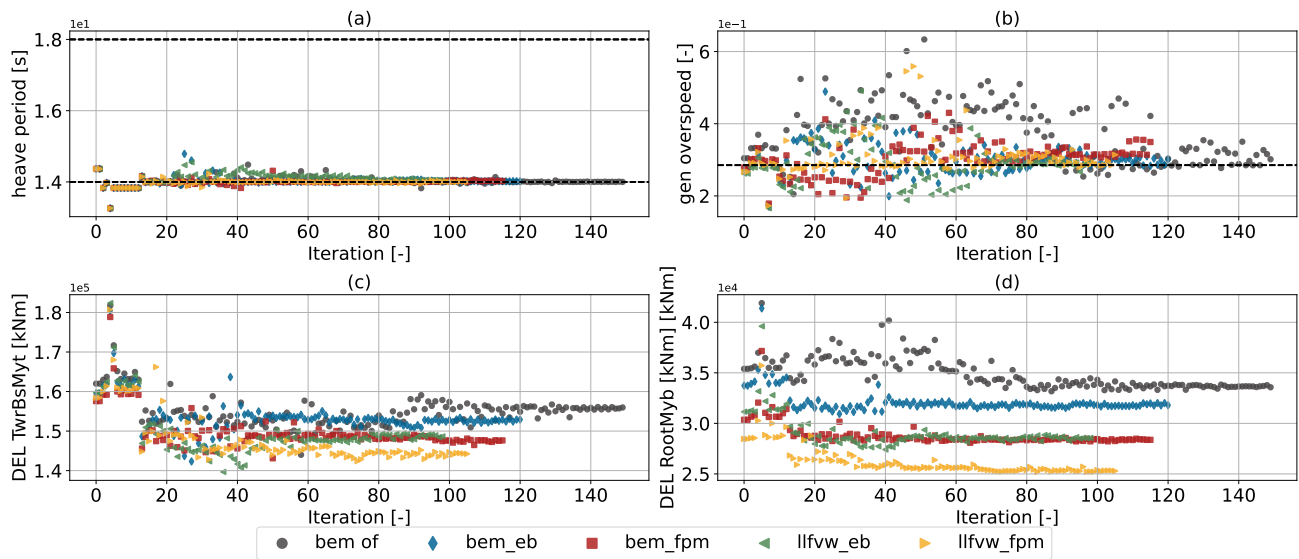 (a)
1e1
heave period [s]
1.8
1.6
1.4
0 20 40 60 80 100 120 140
Iteration [-]
(b)
1e−1
gen overspeed [-]
6
4
2
0 20 40 60 80 100 120 140
Iteration [-]
(c)
1e5
DEL TwrBsMyt [kNm]
1.8
1.7
1.6
1.5
1.4
0 20 40 60 80 100 120 140
Iteration [-]
(d)
1e4
DEL RootMyb [kNm]
4.0
3.5
3.0
2.5
0 20 40 60 80 100 120 140
Iteration [-]
bem of bem_eb bem_fpm llfvw_eb llfvw_fpm